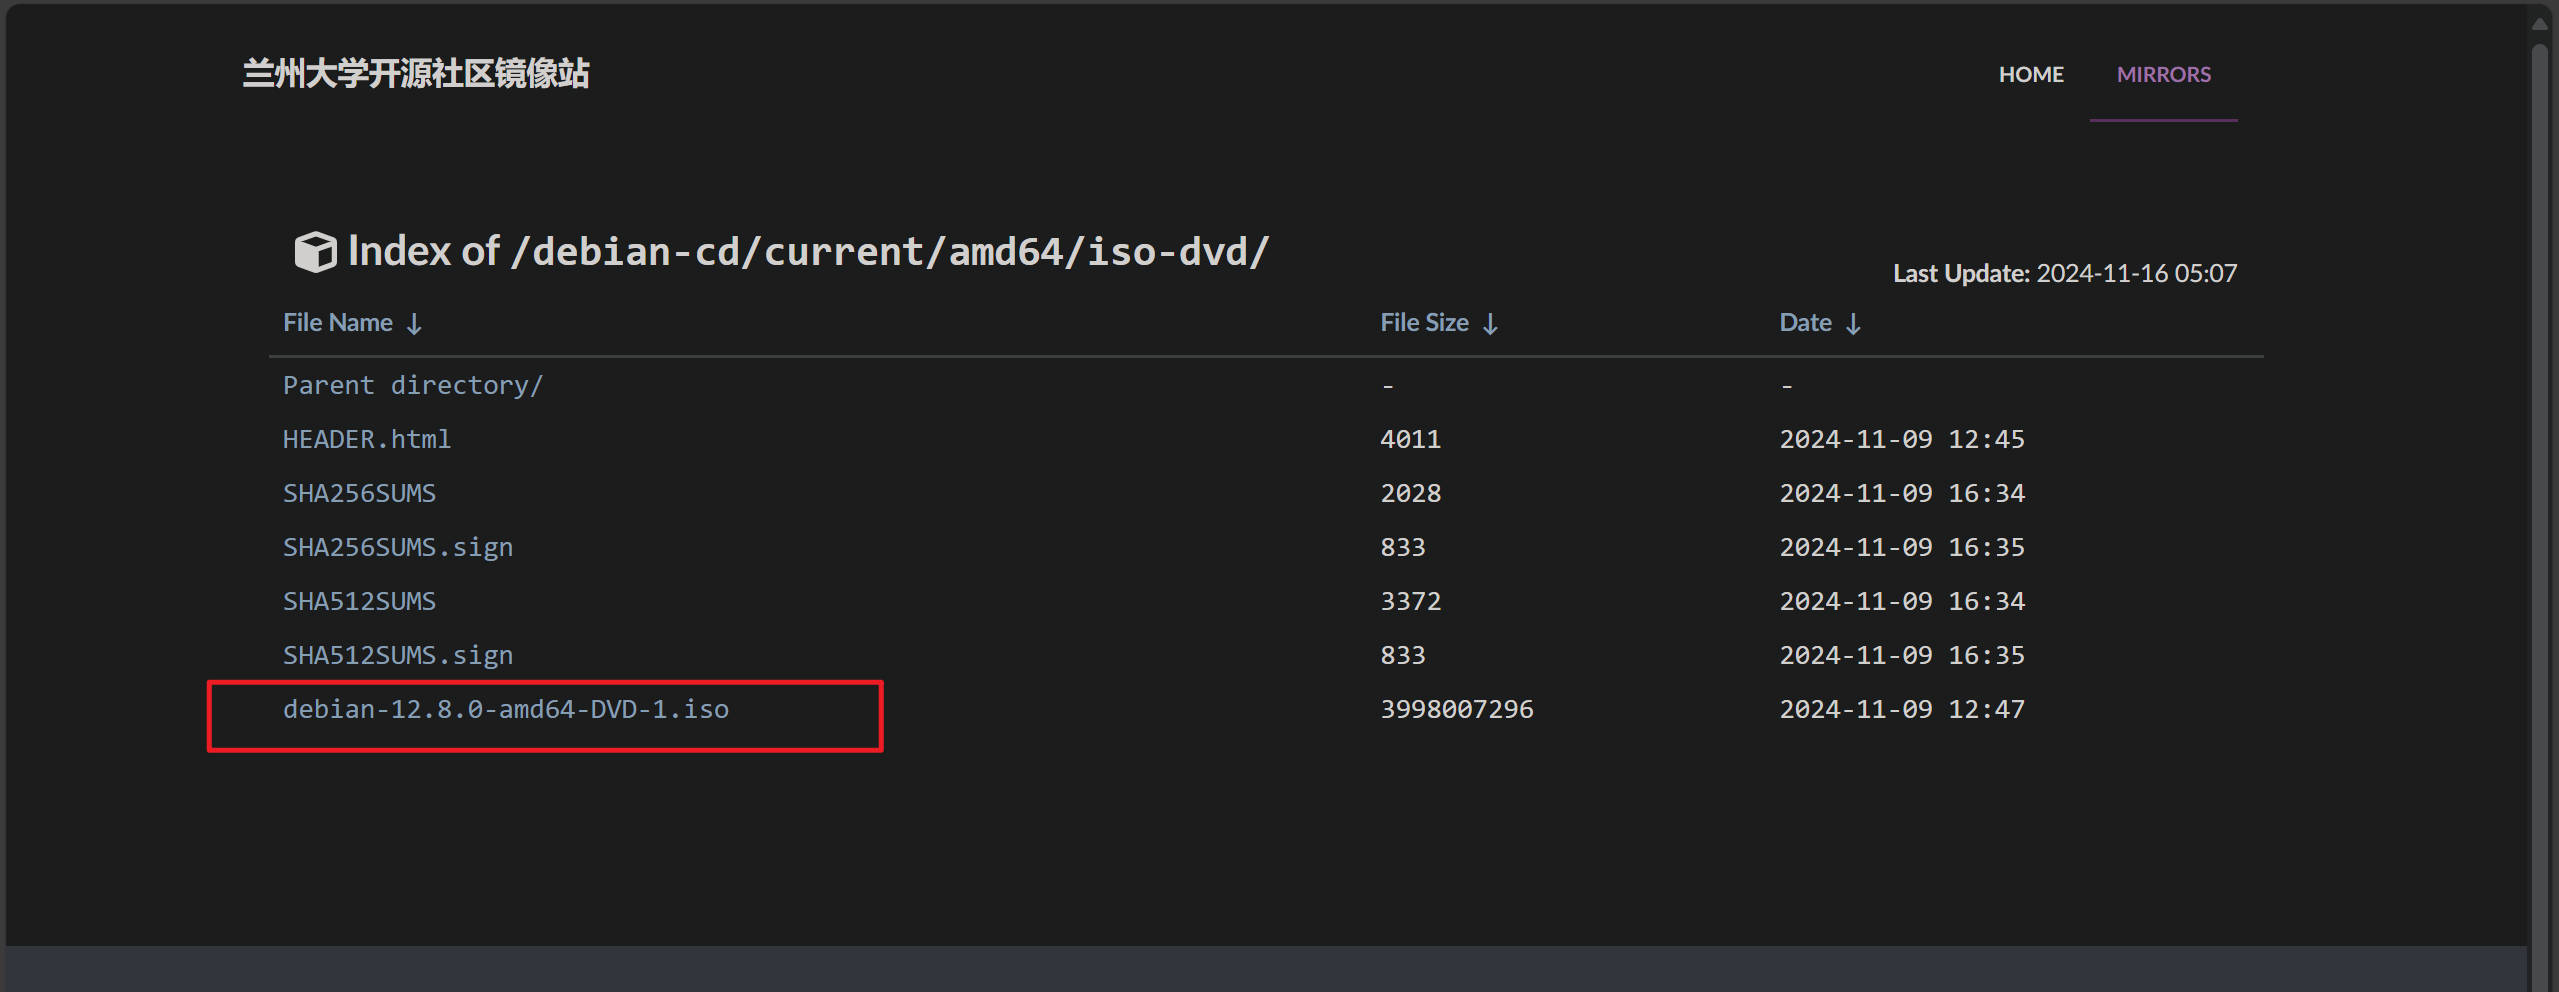 兰州大学开源社区镜像站
HOME MIRRORS
Index of /debian-cd/current/amd64/iso-dvd/
Last Update: 2024-11-16 05:07
File Name ↓ File Size ↓ Date ↓
Parent directory/ - -
HEADER.html 4011 2024-11-09 12:45
SHA256SUMS 2028 2024-11-09 16:34
SHA256SUMS.sign 833 2024-11-09 16:35
SHA512SUMS 3372 2024-11-09 16:34
SHA512SUMS.sign 833 2024-11-09 16:35
debian-12.8.0-amd64-DVD-1.iso 3998007296 2024-11-09 12:47